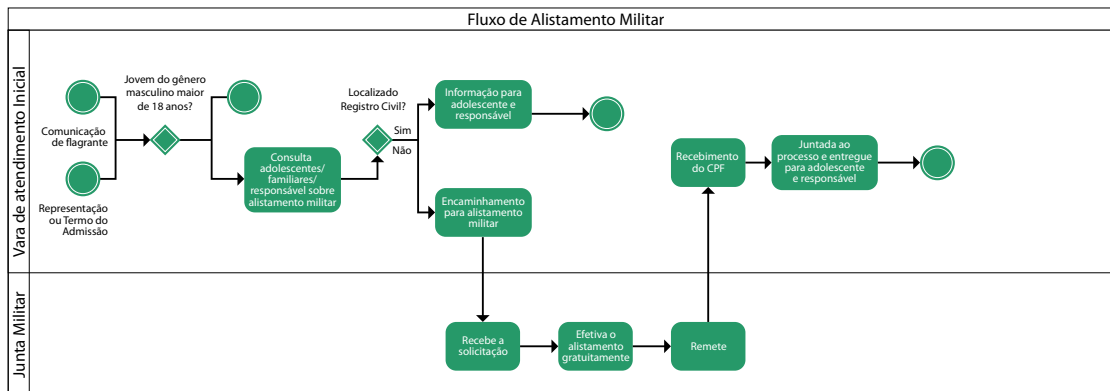 Fluxo de Alistamento Militar
Vara de atendimento Inicial
Comunicação
de flagrante
Representação
ou Termo do
Admissão
Jovem do gênero
masculino maior
de 18 anos?
Consulta
adolescentes/
familiares/
responsável sobre
alistamento militar
Localizado
Registro Civil?
Sim
Não
Informação para
adolescente e
responsável
Encaminhamento
para alistamento
militar
Recebimento
do CPF
Juntada ao
processo e entregue
para adolescente
e responsável
Junta Militar
Recebe a
solicitação
Efetiva o
alistamento
gratuitamente
Remete